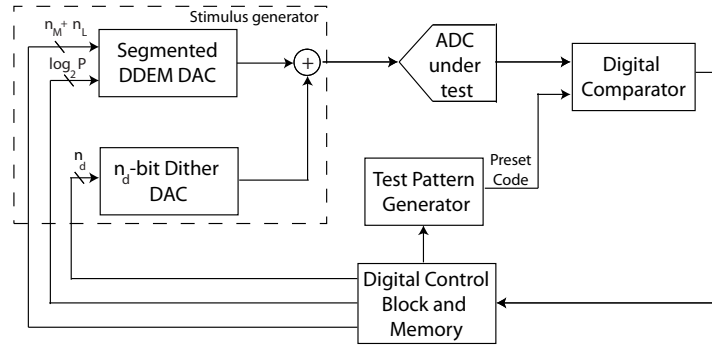 Stimulus generator
n_M + n_L
log_2 P
Segmented
DDEM DAC
+
n_d
n_d-bit Dither
DAC
ADC
under
test
Digital
Comparator
Preset
Code
Test Pattern
Generator
Digital Control
Block and
Memory